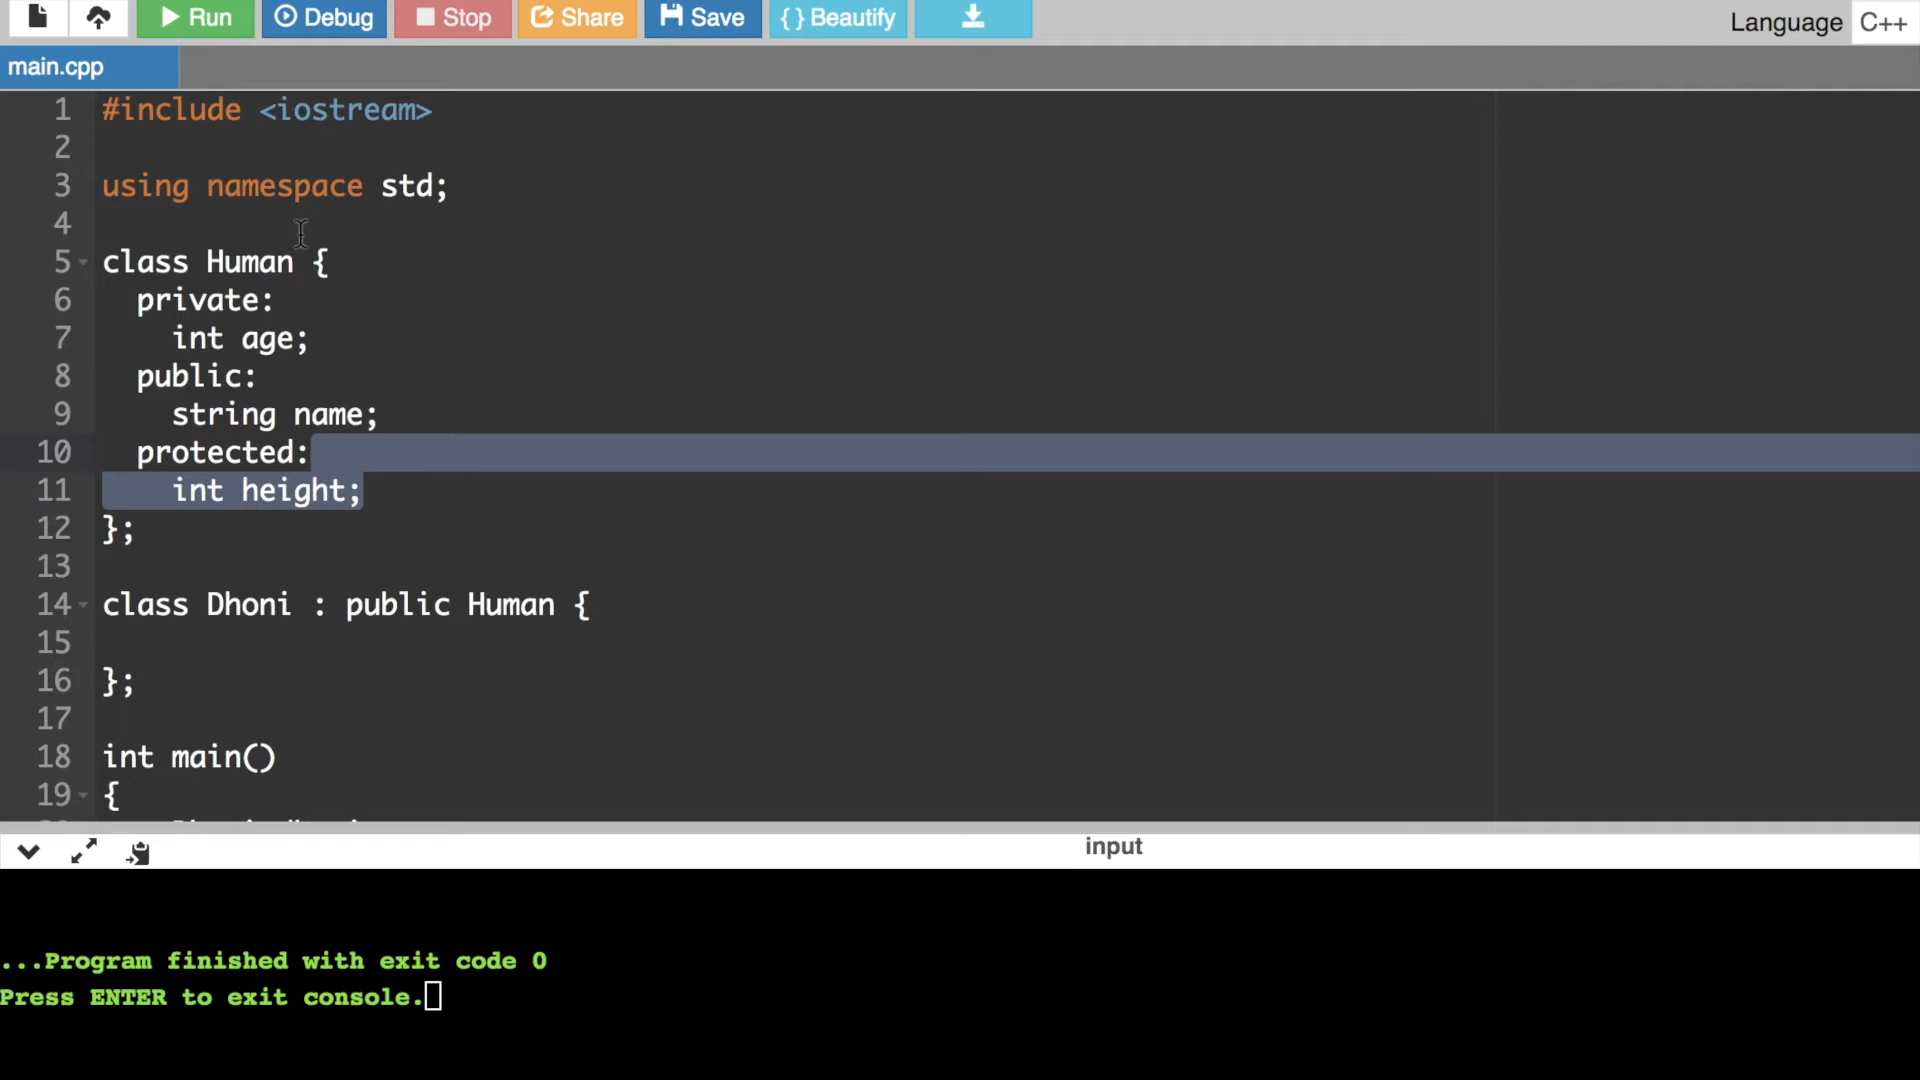 Run Debug Stop Share Save {} Beautify Language C++
main.cpp
1 #include <iostream>
2
3 using namespace std;
4
5 class Human {
6 private:
7 int age;
8 public:
9 string name;
10 protected:
11 int height;
12 };
13
14 class Dhoni : public Human {
15
16 };
17
18 int main()
19 {
input
...Program finished with exit code 0
Press ENTER to exit console.